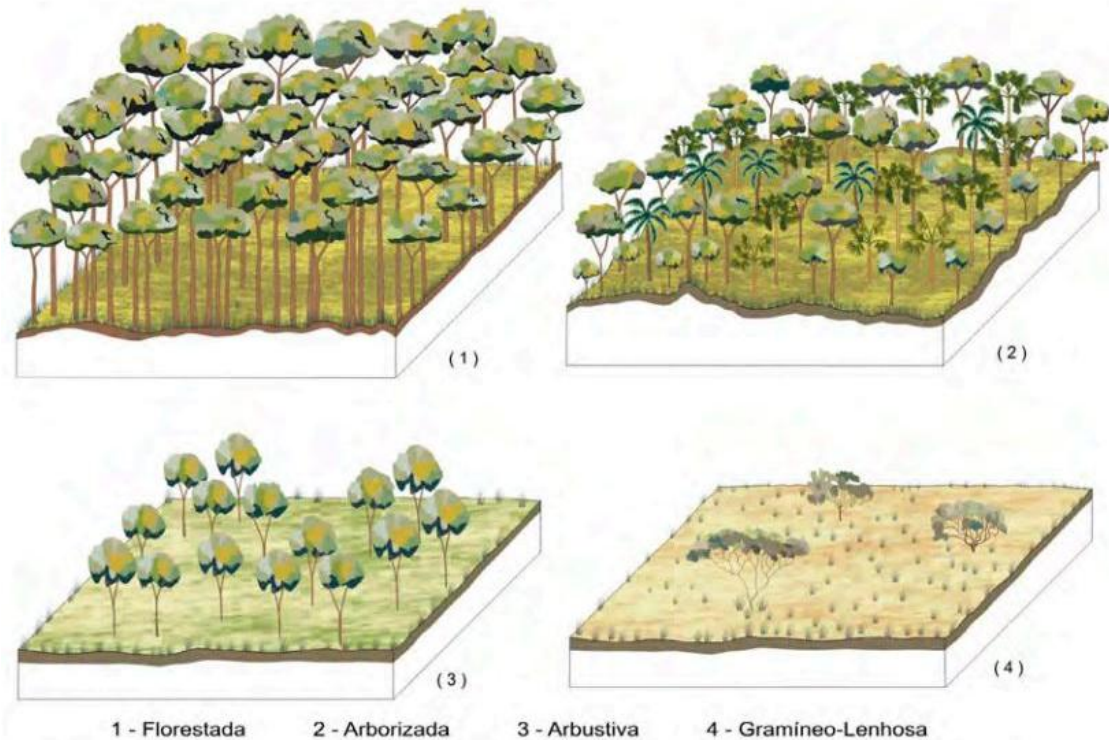 ( 1 )
( 2 )
( 3 )
( 4 )
1 - Florestada 2 - Arborizada 3 - Arbustiva 4 - Gramíneo-Lenhosa